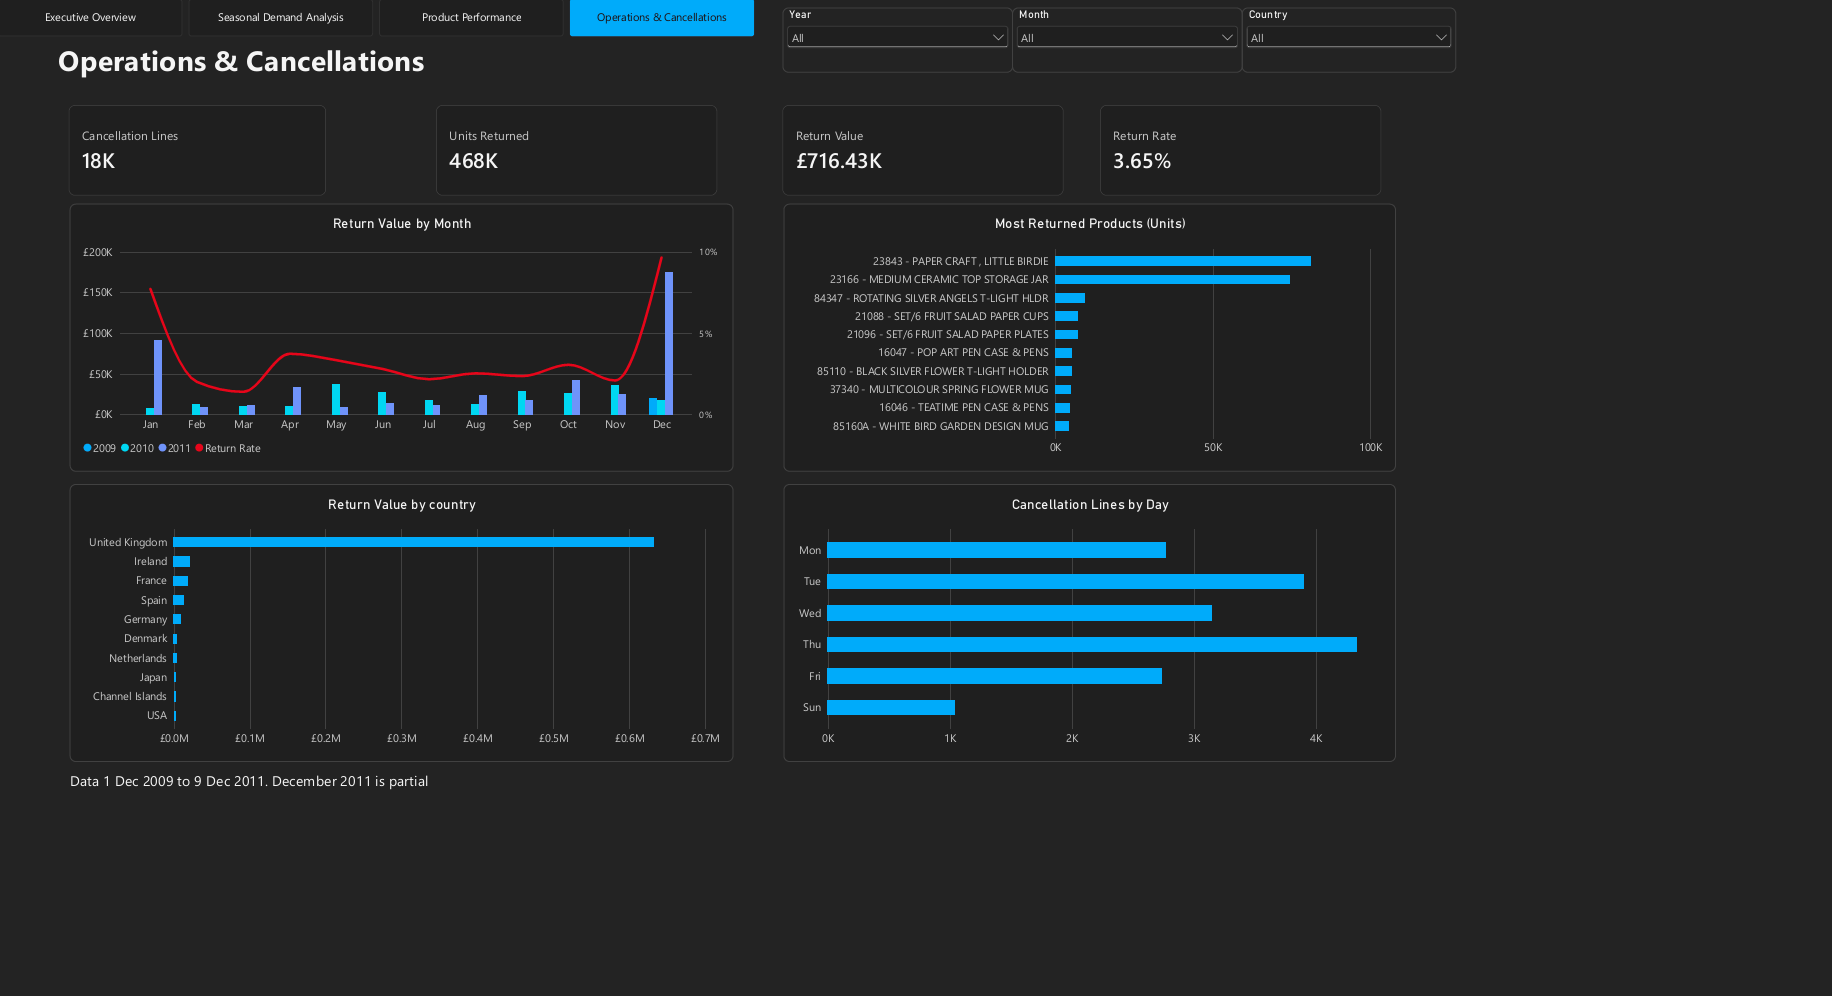 Executive Overview
Seasonal Demand Analysis
Product Performance
Operations & Cancellations
Year
All
Month
All
Country
All
Operations & Cancellations
Cancellation Lines
18K
Units Returned
468K
Return Value
£716.43K
Return Rate
3.65%
Return Value by Month
£200K
£150K
£100K
£50K
£0K
10%
5%
0%
Jan Feb Mar Apr May Jun Jul Aug Sep Oct Nov Dec
2009 2010 2011 Return Rate
Most Returned Products (Units)
23843 - PAPER CRAFT , LITTLE BIRDIE
23166 - MEDIUM CERAMIC TOP STORAGE JAR
84347 - ROTATING SILVER ANGELS T-LIGHT HLDR
21088 - SET/6 FRUIT SALAD PAPER CUPS
21096 - SET/6 FRUIT SALAD PAPER PLATES
16047 - POP ART PEN CASE & PENS
85110 - BLACK SILVER FLOWER T-LIGHT HOLDER
37340 - MULTICOLOUR SPRING FLOWER MUG
16046 - TEATIME PEN CASE & PENS
85160A - WHITE BIRD GARDEN DESIGN MUG
0K 50K 100K
Return Value by country
United Kingdom
Ireland
France
Spain
Germany
Denmark
Netherlands
Japan
Channel Islands
USA
£0.0M £0.1M £0.2M £0.3M £0.4M £0.5M £0.6M £0.7M
Cancellation Lines by Day
Mon
Tue
Wed
Thu
Fri
Sun
0K 1K 2K 3K 4K
Data 1 Dec 2009 to 9 Dec 2011. December 2011 is partial